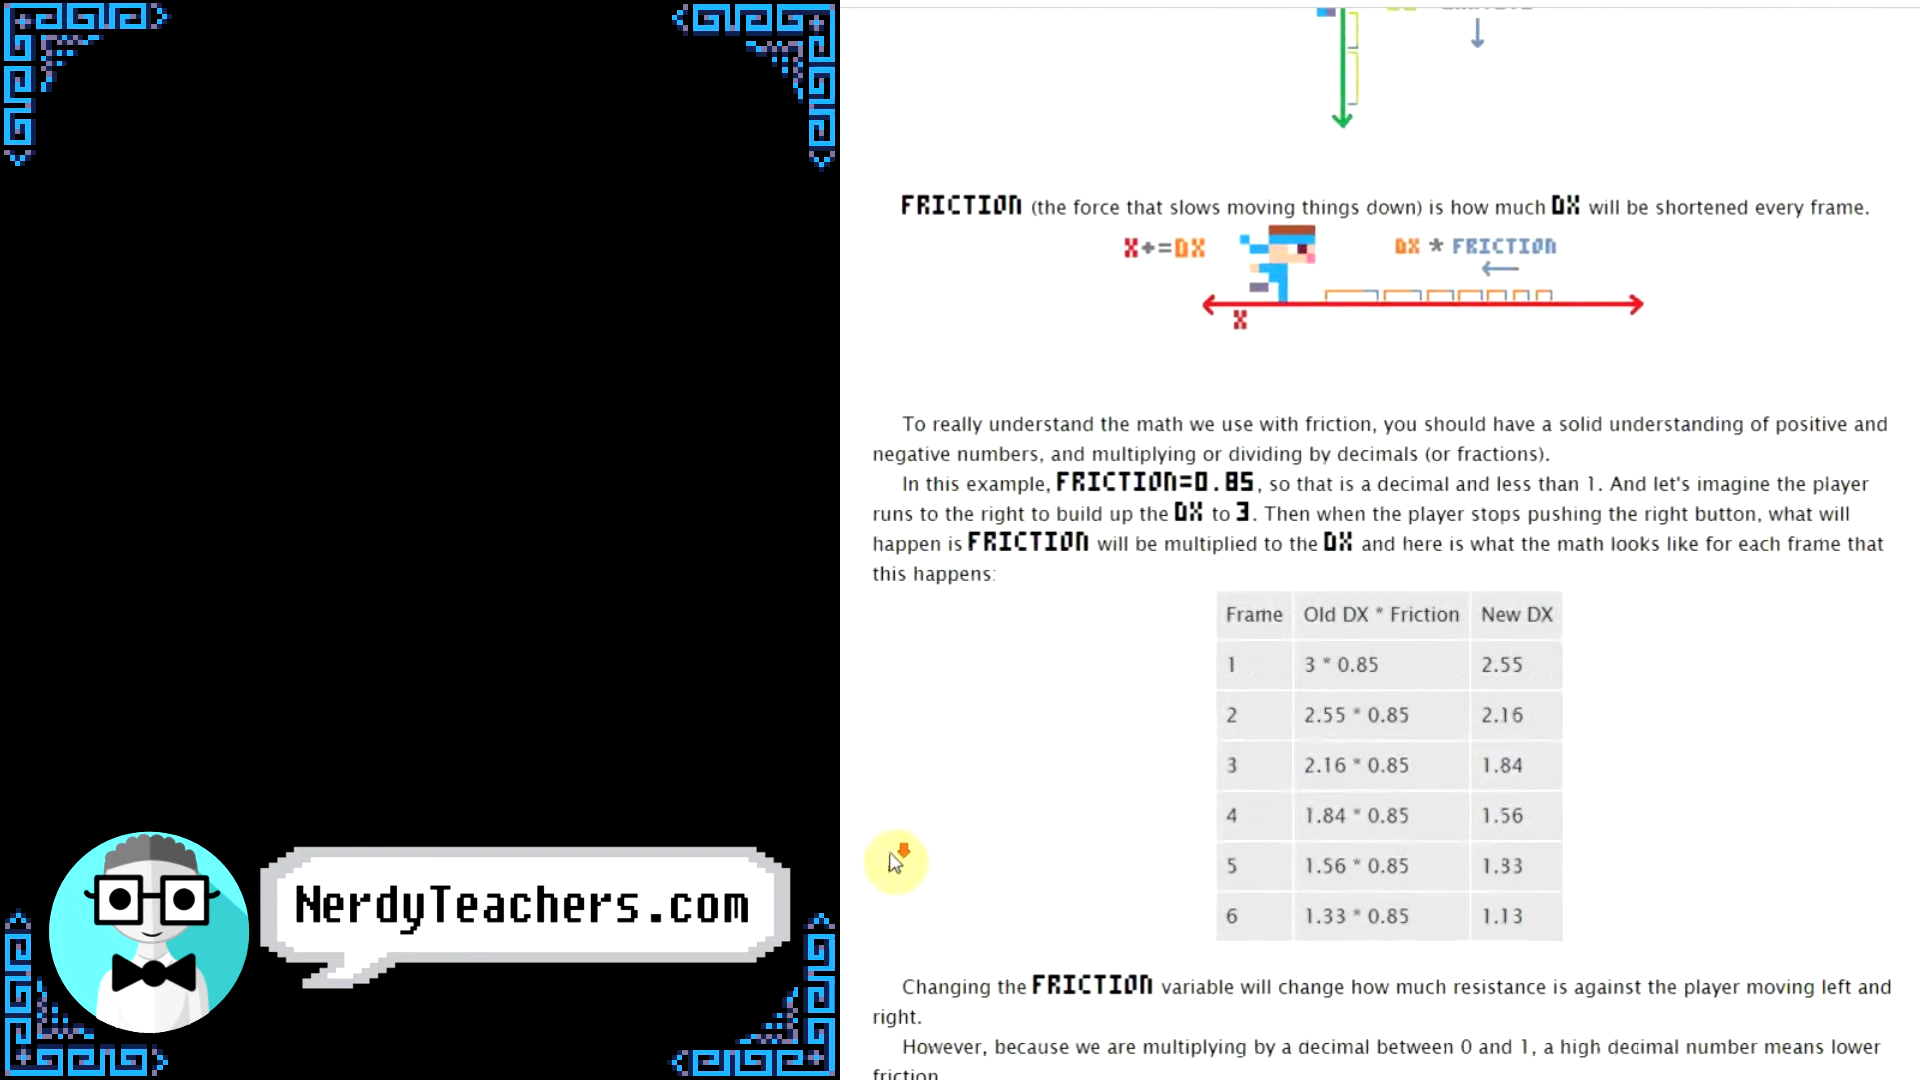 FRICTION (the force that slows moving things down) is how much DX will be shortened every frame.
X+=DX
DX * FRICTION
X
To really understand the math we use with friction, you should have a solid understanding of positive and
negative numbers, and multiplying or dividing by decimals (or fractions).
In this example, FRICTION=0.85, so that is a decimal and less than 1. And let's imagine the player
runs to the right to build up the DX to 3. Then when the player stops pushing the right button, what will
happen is FRICTION will be multiplied to the DX and here is what the math looks like for each frame that
this happens:
Frame Old DX * Friction New DX
1 3 * 0.85 2.55
2 2.55 * 0.85 2.16
3 2.16 * 0.85 1.84
4 1.84 * 0.85 1.56
5 1.56 * 0.85 1.33
6 1.33 * 0.85 1.13
Changing the FRICTION variable will change how much resistance is against the player moving left and
right.
However, because we are multiplying by a decimal between 0 and 1, a high decimal number means lower
friction.
NerdyTeachers.com